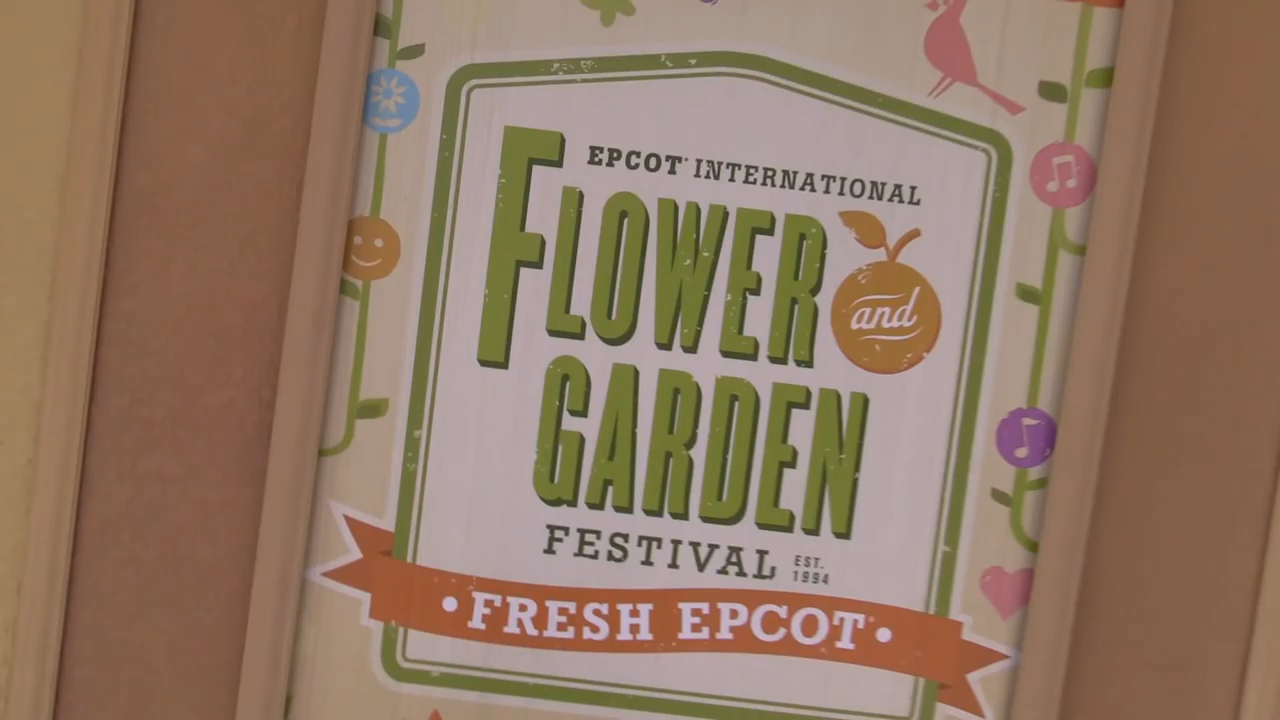 EPCOT® INTERNATIONAL
FLOWER and
GARDEN
FESTIVAL EST. 1994
• FRESH EPCOT® •